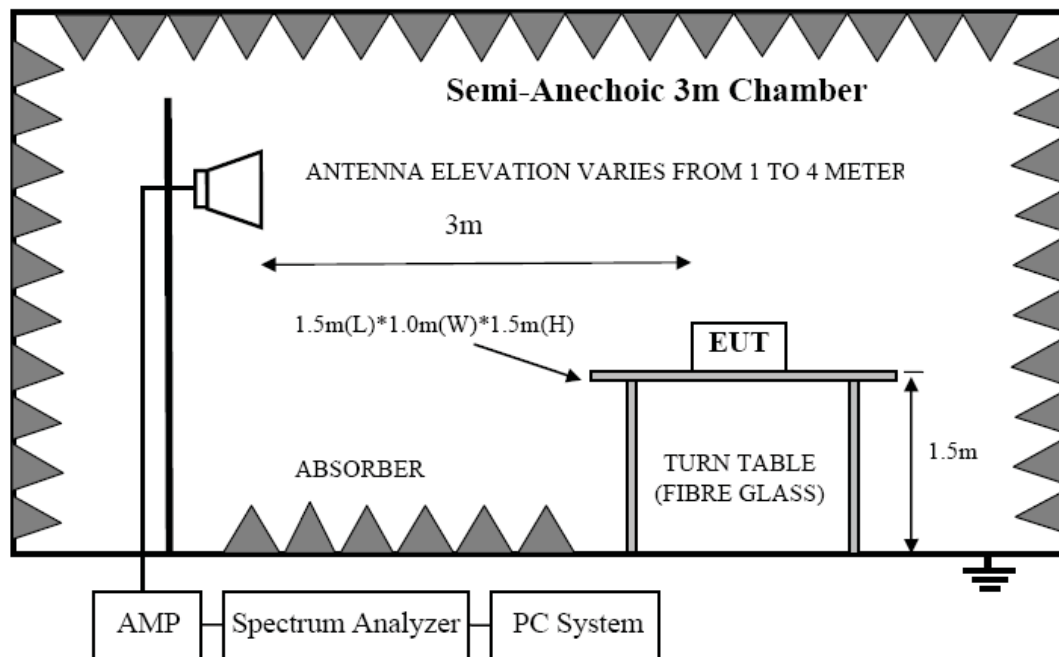 Semi-Anechoic 3m Chamber
ANTENNA ELEVATION VARIES FROM 1 TO 4 METER
3m
1.5m(L)*1.0m(W)*1.5m(H)
EUT
1.5m
ABSORBER
TURN TABLE
(FIBRE GLASS)
AMP
Spectrum Analyzer
PC System